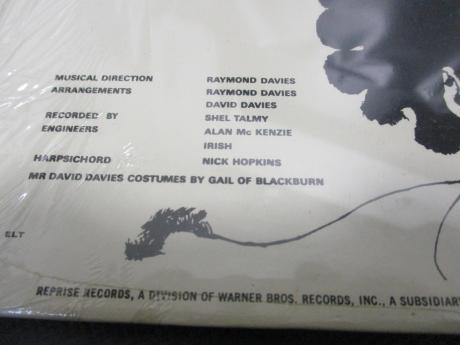 MUSICAL DIRECTION RAYMOND DAVIES
ARRANGEMENTS RAYMOND DAVIES
DAVID DAVIES
RECORDED BY SHEL TALMY
ENGINEERS ALAN Mc KENZIE
IRISH
HARPSICHORD NICK HOPKINS
MR DAVID DAVIES COSTUMES BY GAIL OF BLACKBURN
ELT
REPRISE RECORDS, A DIVISION OF WARNER BROS. RECORDS, INC., A SUBSIDIAR